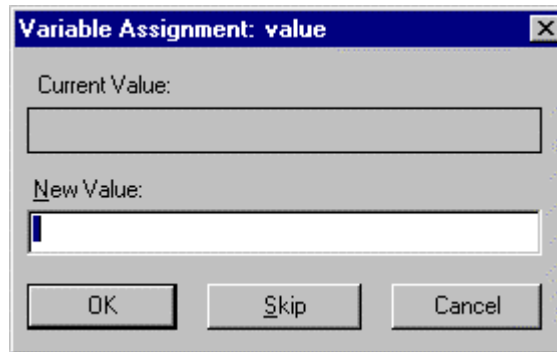 Variable Assignment: value
Current Value:
New Value:
OK Skip Cancel